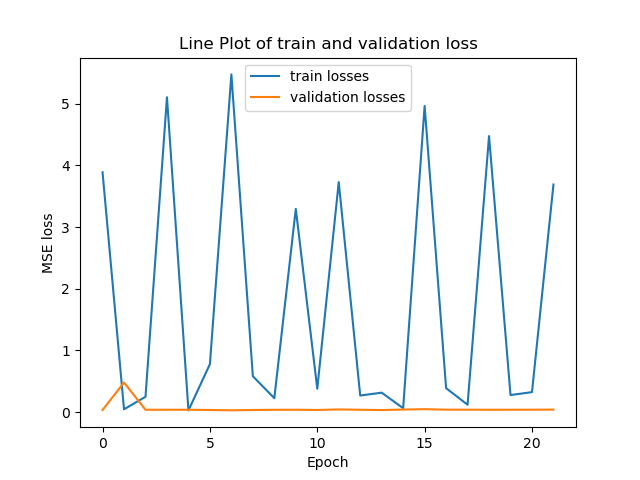 Line Plot of train and validation loss
train losses
validation losses
MSE loss
5
4
3
2
1
0
0 5 10 15 20
Epoch